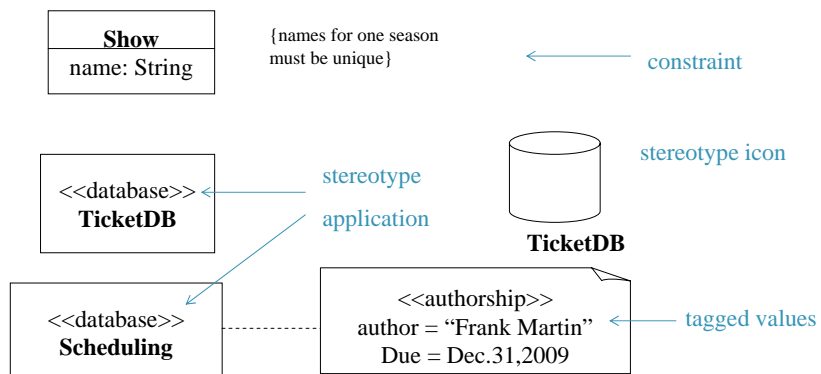 Show
name: String
{names for one season
must be unique}
constraint
<<database>>
TicketDB
stereotype
application
stereotype icon
TicketDB
<<database>>
Scheduling
<<authorship>>
author = “Frank Martin”
Due = Dec.31,2009
tagged values